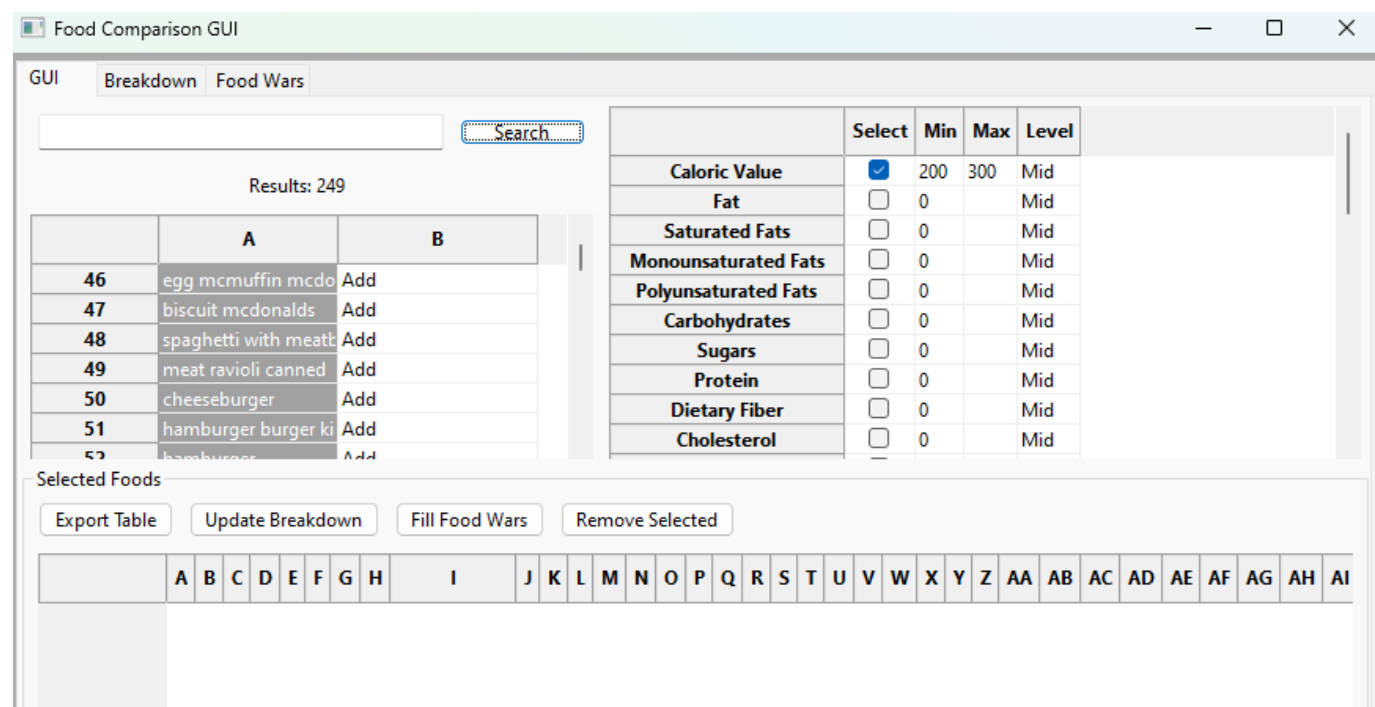 Food Comparison GUI
GUI Breakdown Food Wars
Search
Results: 249
A B
46 egg mcmuffin mcdo Add
47 biscuit mcdonalds Add
48 spaghetti with meatb Add
49 meat ravioli canned Add
50 cheeseburger Add
51 hamburger burger ki Add
52 hamburger Add
Select Min Max Level
Caloric Value 200 300 Mid
Fat 0 Mid
Saturated Fats 0 Mid
Monounsaturated Fats 0 Mid
Polyunsaturated Fats 0 Mid
Carbohydrates 0 Mid
Sugars 0 Mid
Protein 0 Mid
Dietary Fiber 0 Mid
Cholesterol 0 Mid
Selected Foods
Export Table Update Breakdown Fill Food Wars Remove Selected
A B C D E F G H I J K L M N O P Q R S T U V W X Y Z AA AB AC AD AE AF AG AH AI